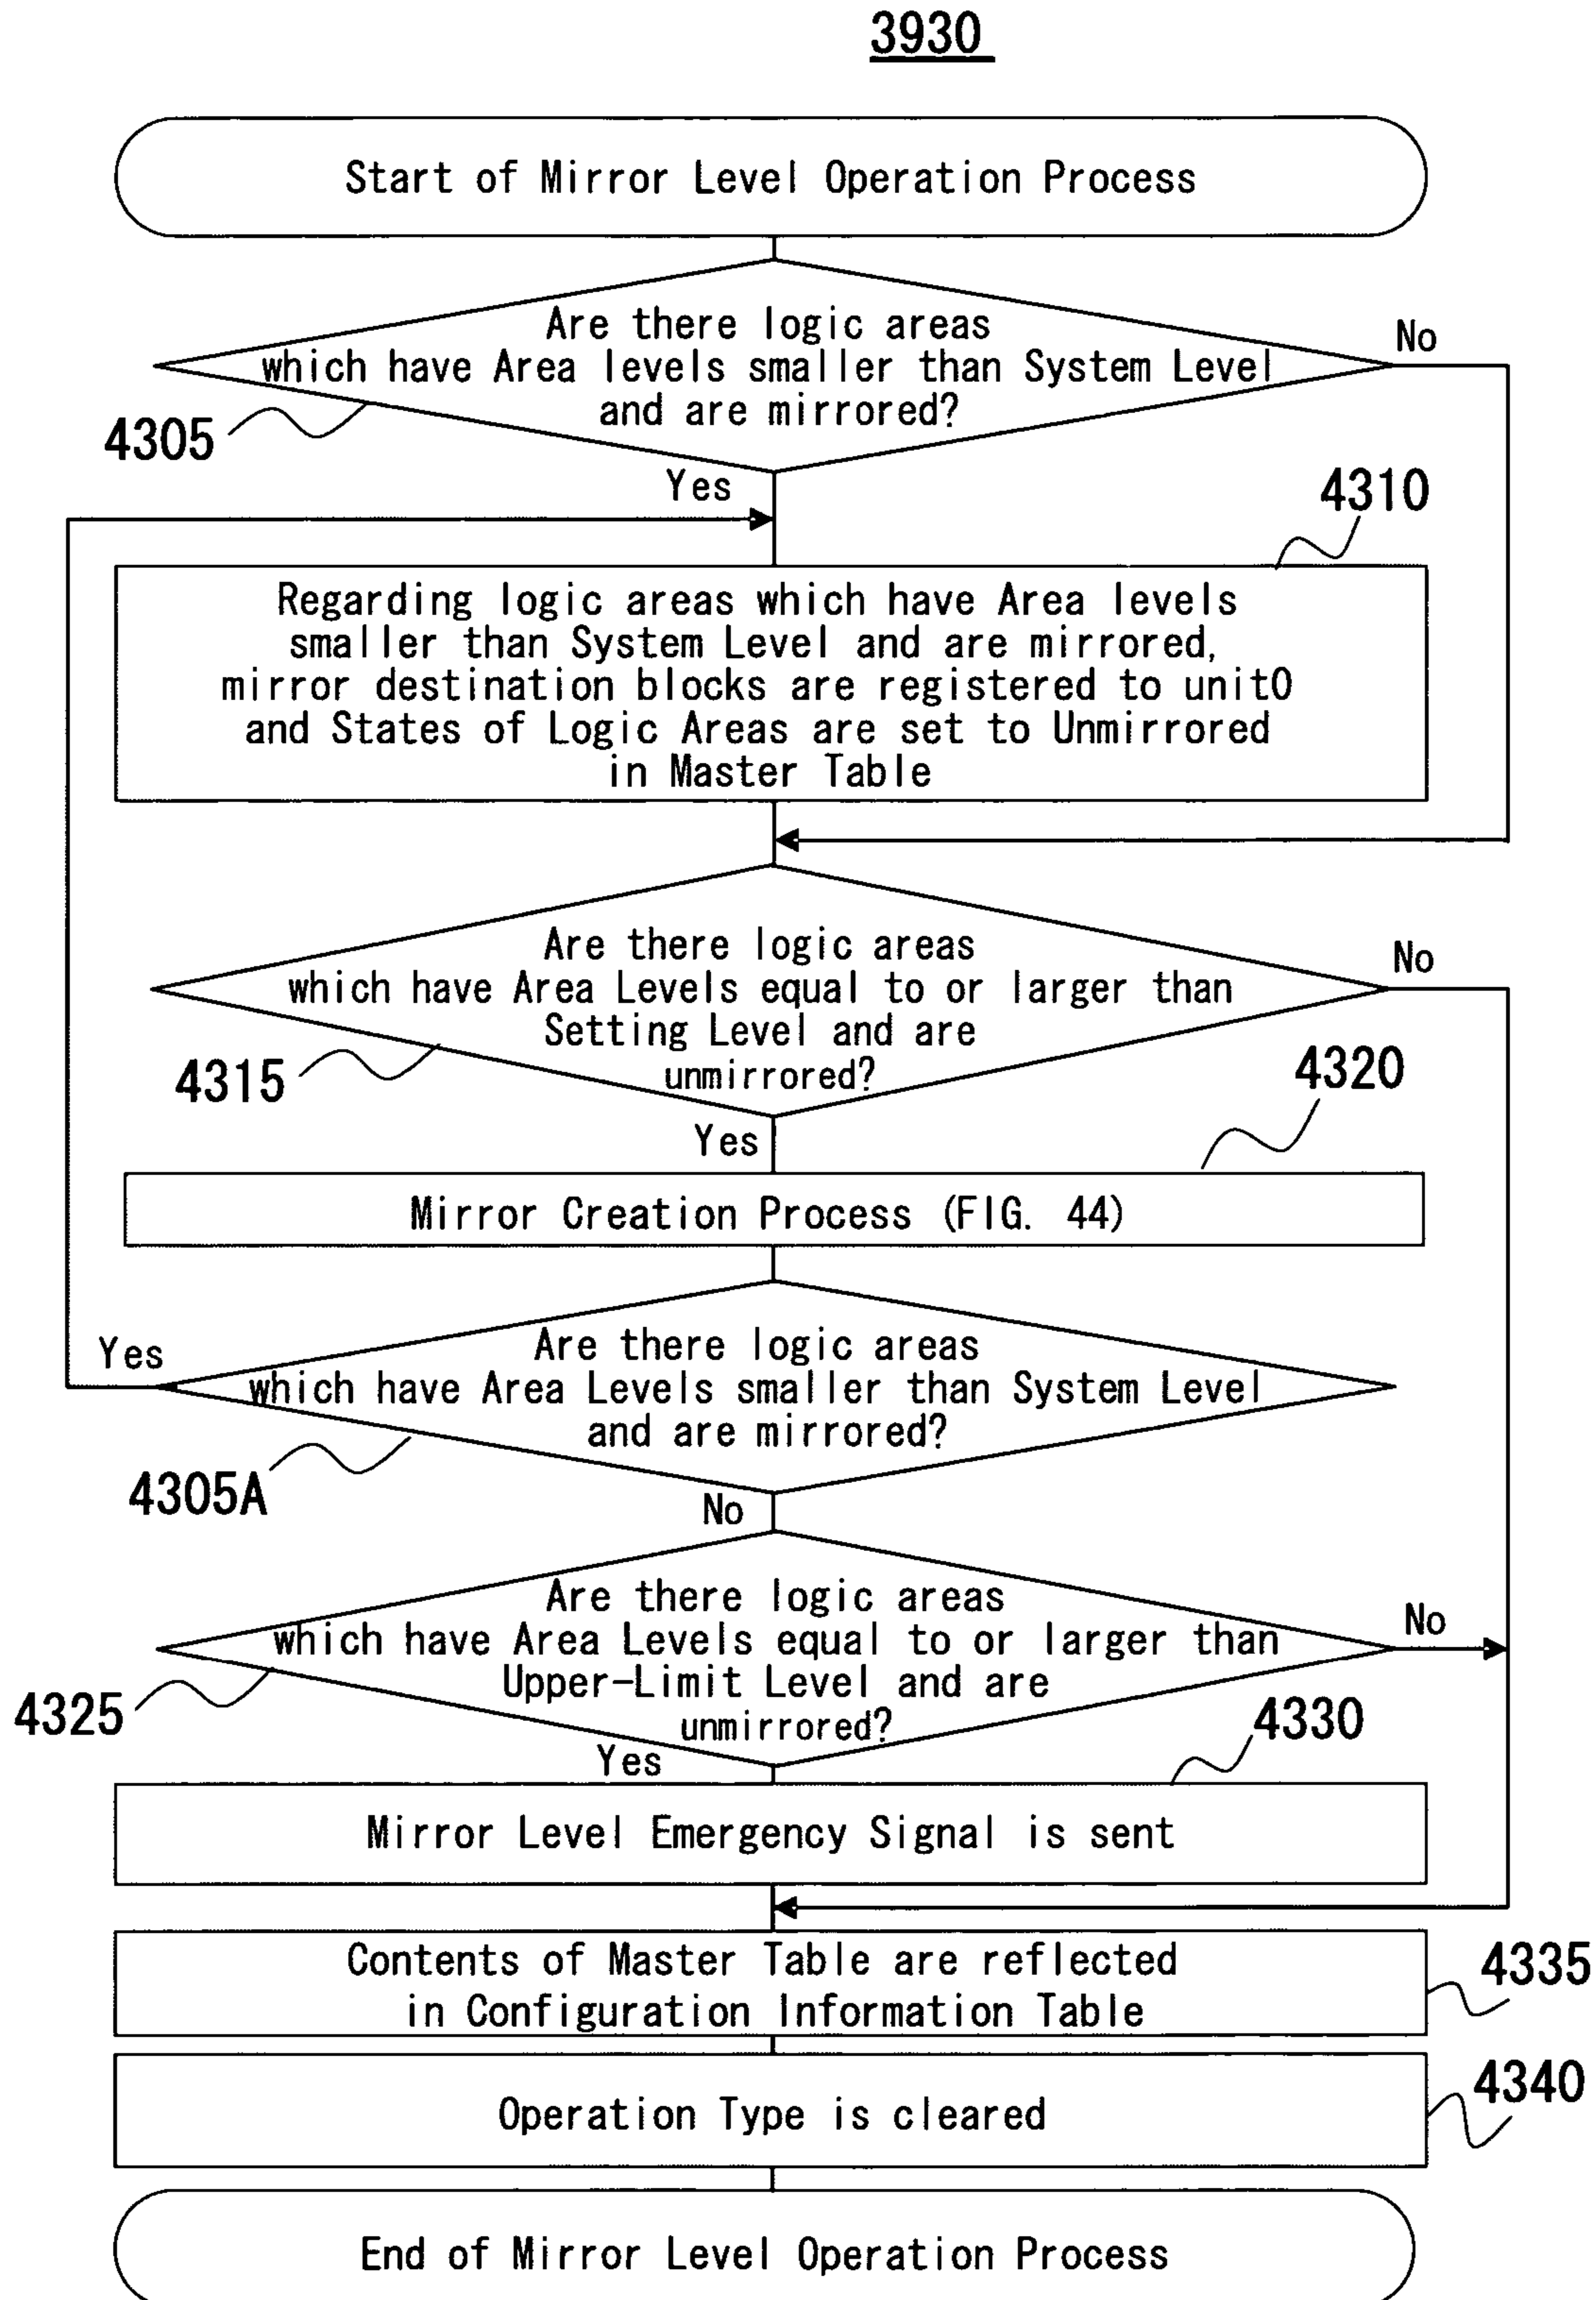 3930
Start of Mirror Level Operation Process
Are there logic areas
which have Area levels smaller than System Level
and are mirrored?
No
4305
Yes
4310
Regarding logic areas which have Area levels
smaller than System Level and are mirrored,
mirror destination blocks are registered to unit0
and States of Logic Areas are set to Unmirrored
in Master Table
Are there logic areas
which have Area Levels equal to or larger than
Setting Level and are
unmirrored?
No
4315
4320
Yes
Mirror Creation Process (FIG. 44)
Are there logic areas
which have Area Levels smaller than System Level
and are mirrored?
Yes
4305A
No
Are there logic areas
which have Area Levels equal to or larger than
Upper-Limit Level and are
unmirrored?
No
4325
4330
Yes
Mirror Level Emergency Signal is sent
Contents of Master Table are reflected
in Configuration Information Table
4335
Operation Type is cleared
4340
End of Mirror Level Operation Process